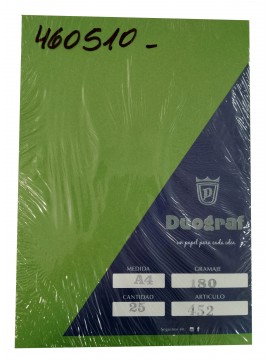 460510-
D
Duograf
un papel para cada idea
MEDIDA
GRAMAJE
A4
180
CANTIDAD
ARTICULO
25
452